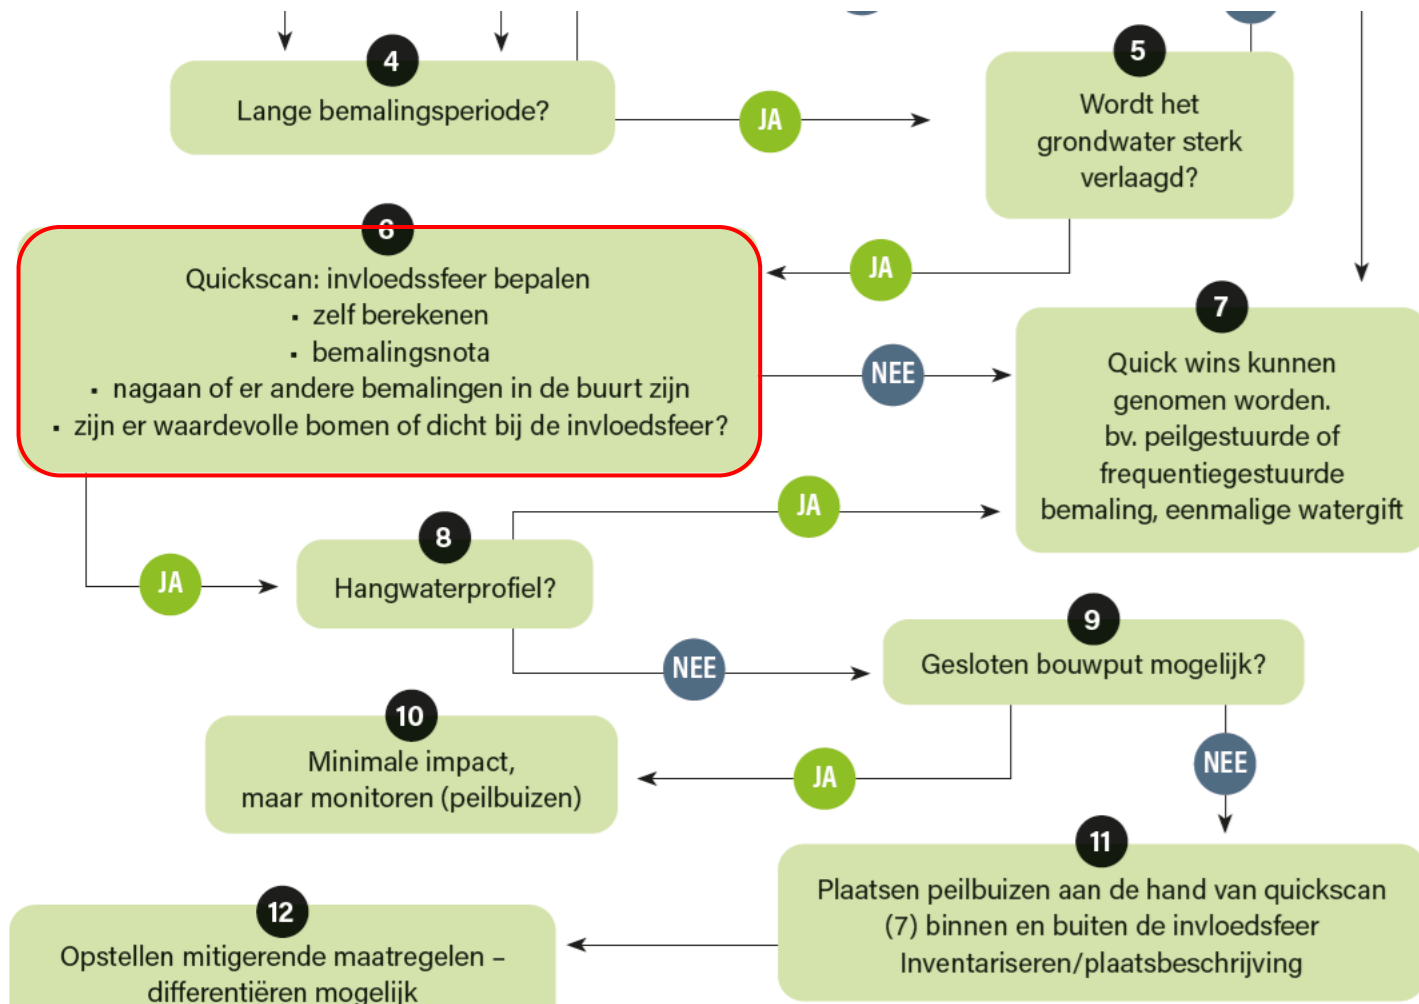 4
Lange bemalingsperiode?
JA
5
Wordt het
grondwater sterk
verlaagd?
JA
6
Quickscan: invloedssfeer bepalen
▪ zelf berekenen
▪ bemalingsnota
▪ nagaan of er andere bemalingen in de buurt zijn
▪ zijn er waardevolle bomen of dicht bij de invloedsfeer?
NEE
7
Quick wins kunnen
genomen worden.
bv. peilgestuurde of
frequentiegestuurde
bemaling, eenmalige watergift
JA
JA
8
Hangwaterprofiel?
NEE
9
Gesloten bouwput mogelijk?
JA
NEE
10
Minimale impact,
maar monitoren (peilbuizen)
11
Plaatsen peilbuizen aan de hand van quickscan
(7) binnen en buiten de invloedsfeer
Inventariseren/plaatsbeschrijving
12
Opstellen mitigerende maatregelen –
differentiëren mogelijk